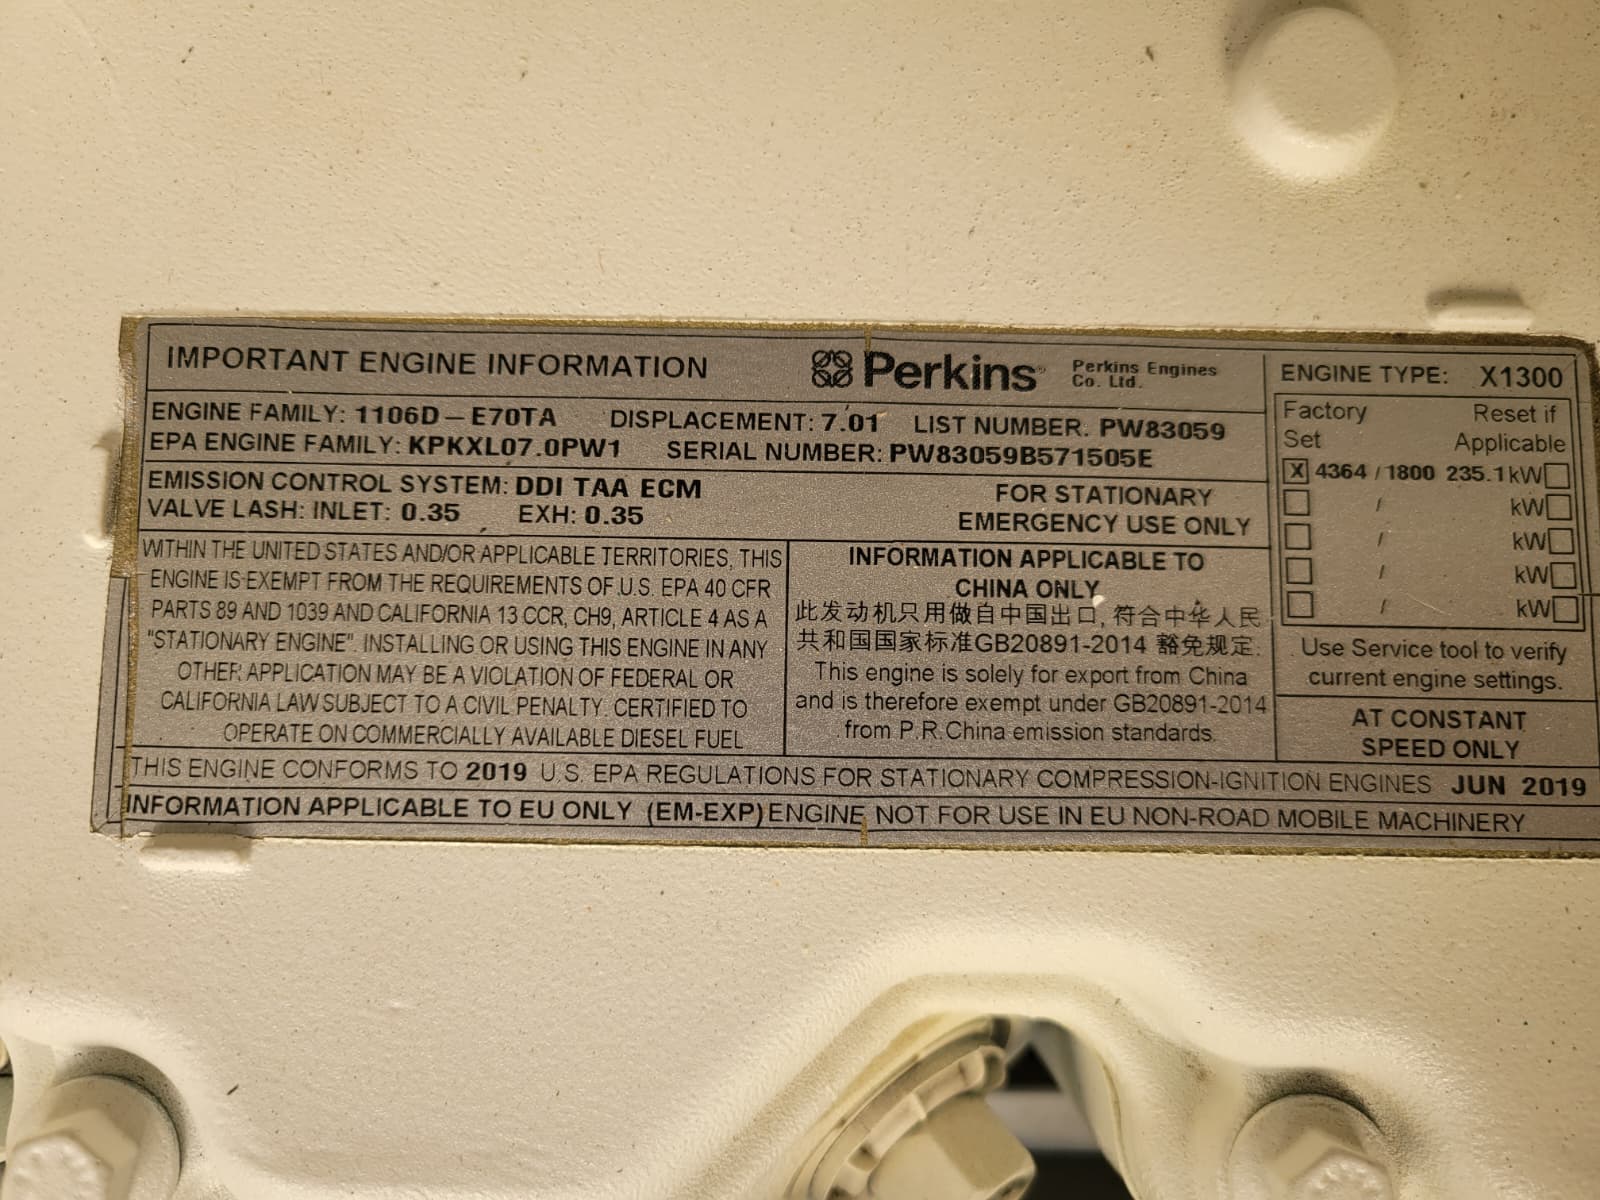 IMPORTANT ENGINE INFORMATION
Perkins
Perkins Engines
Co. Ltd.
ENGINE FAMILY: 1106D-E70TA DISPLACEMENT: 7.01 LIST NUMBER. PW83059
EPA ENGINE FAMILY: KPKXL07.0PW1 SERIAL NUMBER: PW83059B571505E
EMISSION CONTROL SYSTEM: DDI TAA ECM
VALVE LASH: INLET: 0.35 EXH: 0.35
FOR STATIONARY
EMERGENCY USE ONLY
WITHIN THE UNITED STATES AND/OR APPLICABLE TERRITORIES, THIS
ENGINE IS EXEMPT FROM THE REQUIREMENTS OF U.S. EPA 40 CFR
PARTS 89 AND 1039 AND CALIFORNIA 13 CCR, CH9, ARTICLE 4 AS A
"STATIONARY ENGINE". INSTALLING OR USING THIS ENGINE IN ANY
OTHER APPLICATION MAY BE A VIOLATION OF FEDERAL OR
CALIFORNIA LAW SUBJECT TO A CIVIL PENALTY. CERTIFIED TO
OPERATE ON COMMERCIALLY AVAILABLE DIESEL FUEL
INFORMATION APPLICABLE TO
CHINA ONLY
此发动机只用做自中国出口, 符合中华人民
共和国国家标准GB20891-2014 豁免规定.
This engine is solely for export from China
and is therefore exempt under GB20891-2014
from P.R.China emission standards.
ENGINE TYPE: X1300
Factory Reset if
Set Applicable
X 4364 / 1800 235.1 kW
/ kW
/ kW
/ kW
/ kW
Use Service tool to verify
current engine settings.
AT CONSTANT
SPEED ONLY
THIS ENGINE CONFORMS TO 2019 U.S. EPA REGULATIONS FOR STATIONARY COMPRESSION-IGNITION ENGINES JUN 2019
INFORMATION APPLICABLE TO EU ONLY (EM-EXP) ENGINE NOT FOR USE IN EU NON-ROAD MOBILE MACHINERY